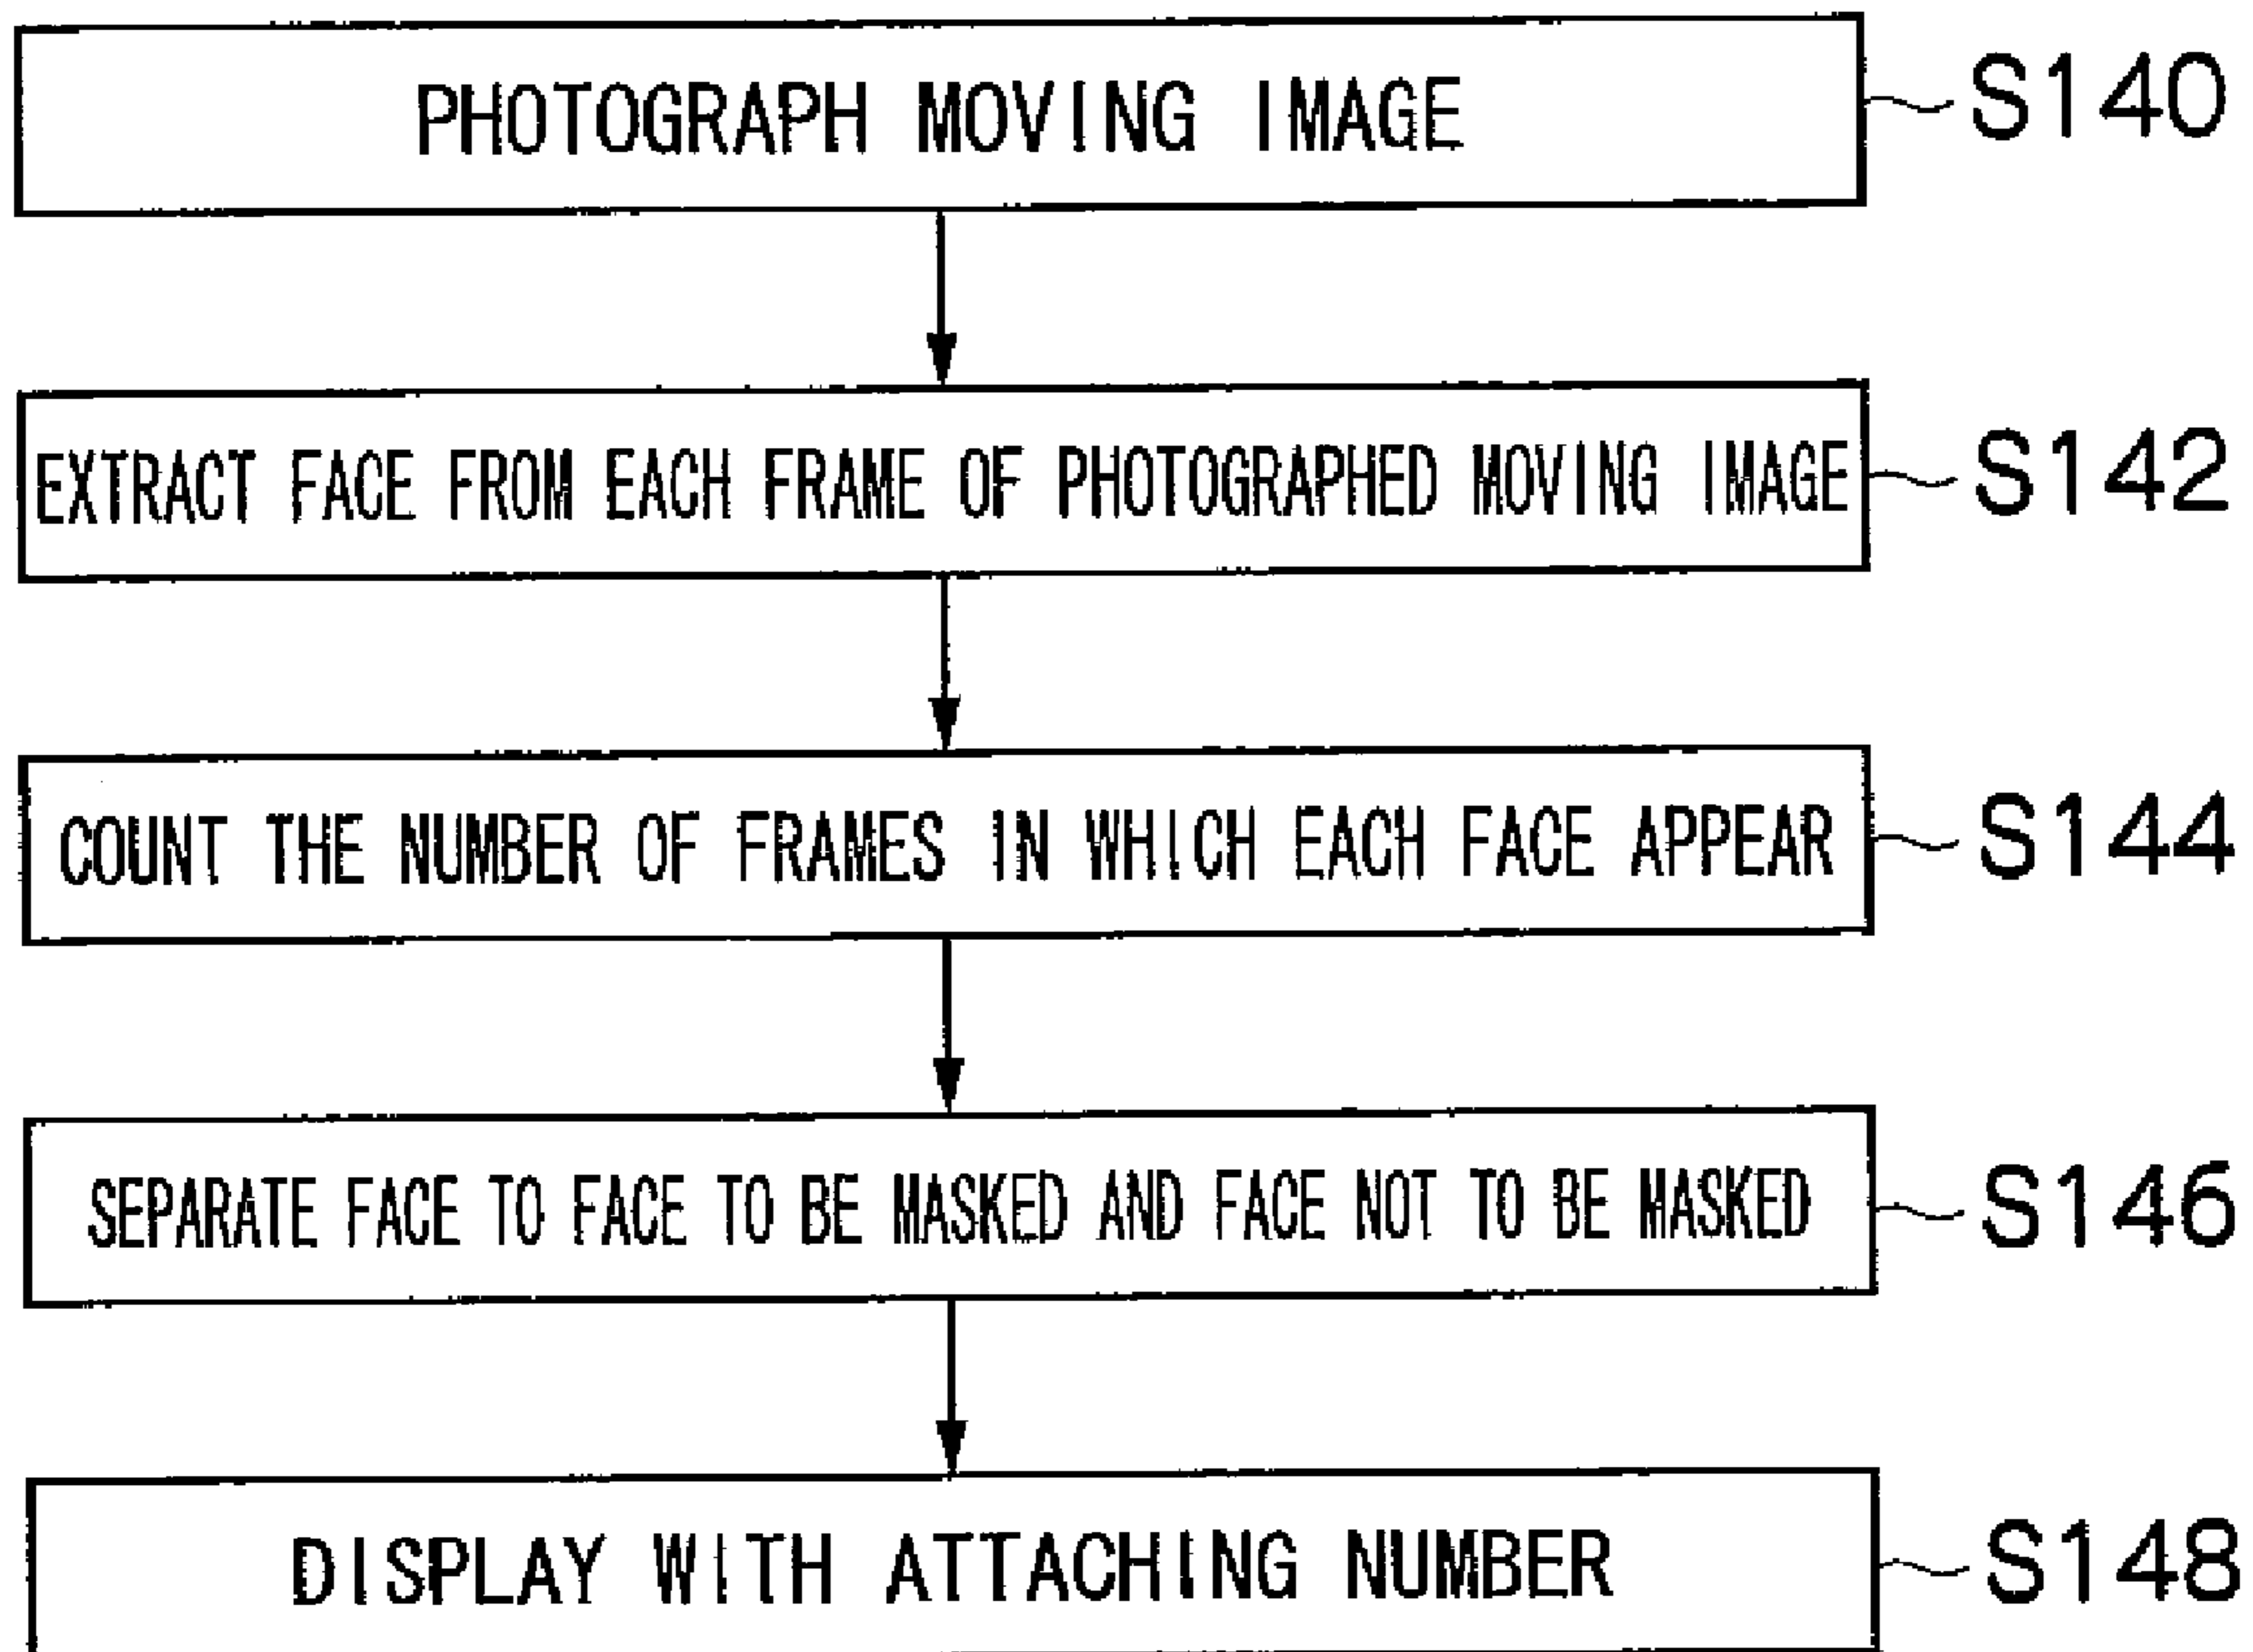 PHOTOGRAPH MOVING IMAGE S140
EXTRACT FACE FROM EACH FRAME OF PHOTOGRAPHED MOVING IMAGE S142
COUNT THE NUMBER OF FRAMES IN WHICH EACH FACE APPEAR S144
SEPARATE FACE TO FACE TO BE MASKED AND FACE NOT TO BE MASKED S146
DISPLAY WITH ATTACHING NUMBER S148